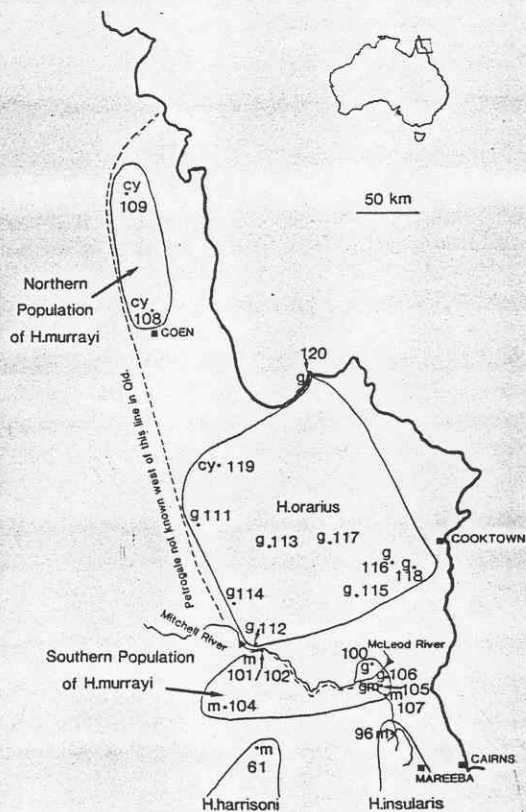 50 km
cy
109
Northern
Population
of H.murrayi
cy
108
COEN
120
g
Petrogale not known west of this line in Qld.
cy 119
H.orarius
g 111
g 113
g 117
COOKTOWN
g
116
g
118
g 114
g 115
Mitchell River
g 112
McLeod River
100
g
Southern Population
of H.murrayi
m
101/102
g 106
gm 105
m
107
m 104
96 m
m
61
CAIRNS
MAREEBA
H.harrisoni
H.insularis